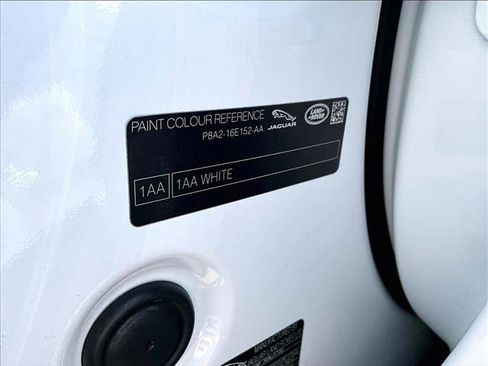 PAINT COLOUR REFERENCE
P8A2-16E152-AA
JAGUAR
LAND ROVER
1AA
1AA WHITE